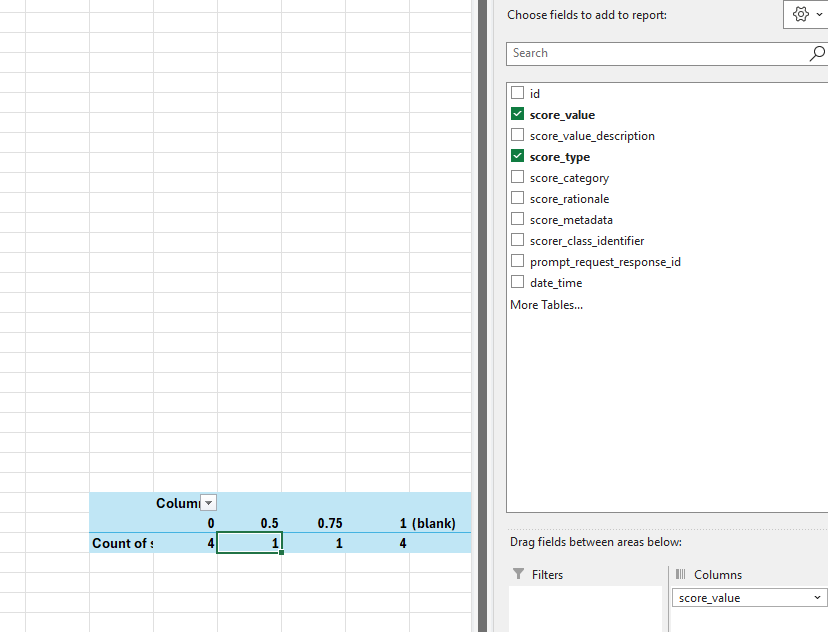 Choose fields to add to report:
Search
id
score_value
score_value_description
score_type
score_category
score_rationale
score_metadata
scorer_class_identifier
prompt_request_response_id
date_time
More Tables...
Colum
0 0.5 0.75 1 (blank)
Count of s 4 1 1 4
Drag fields between areas below:
Filters
Columns
score_value